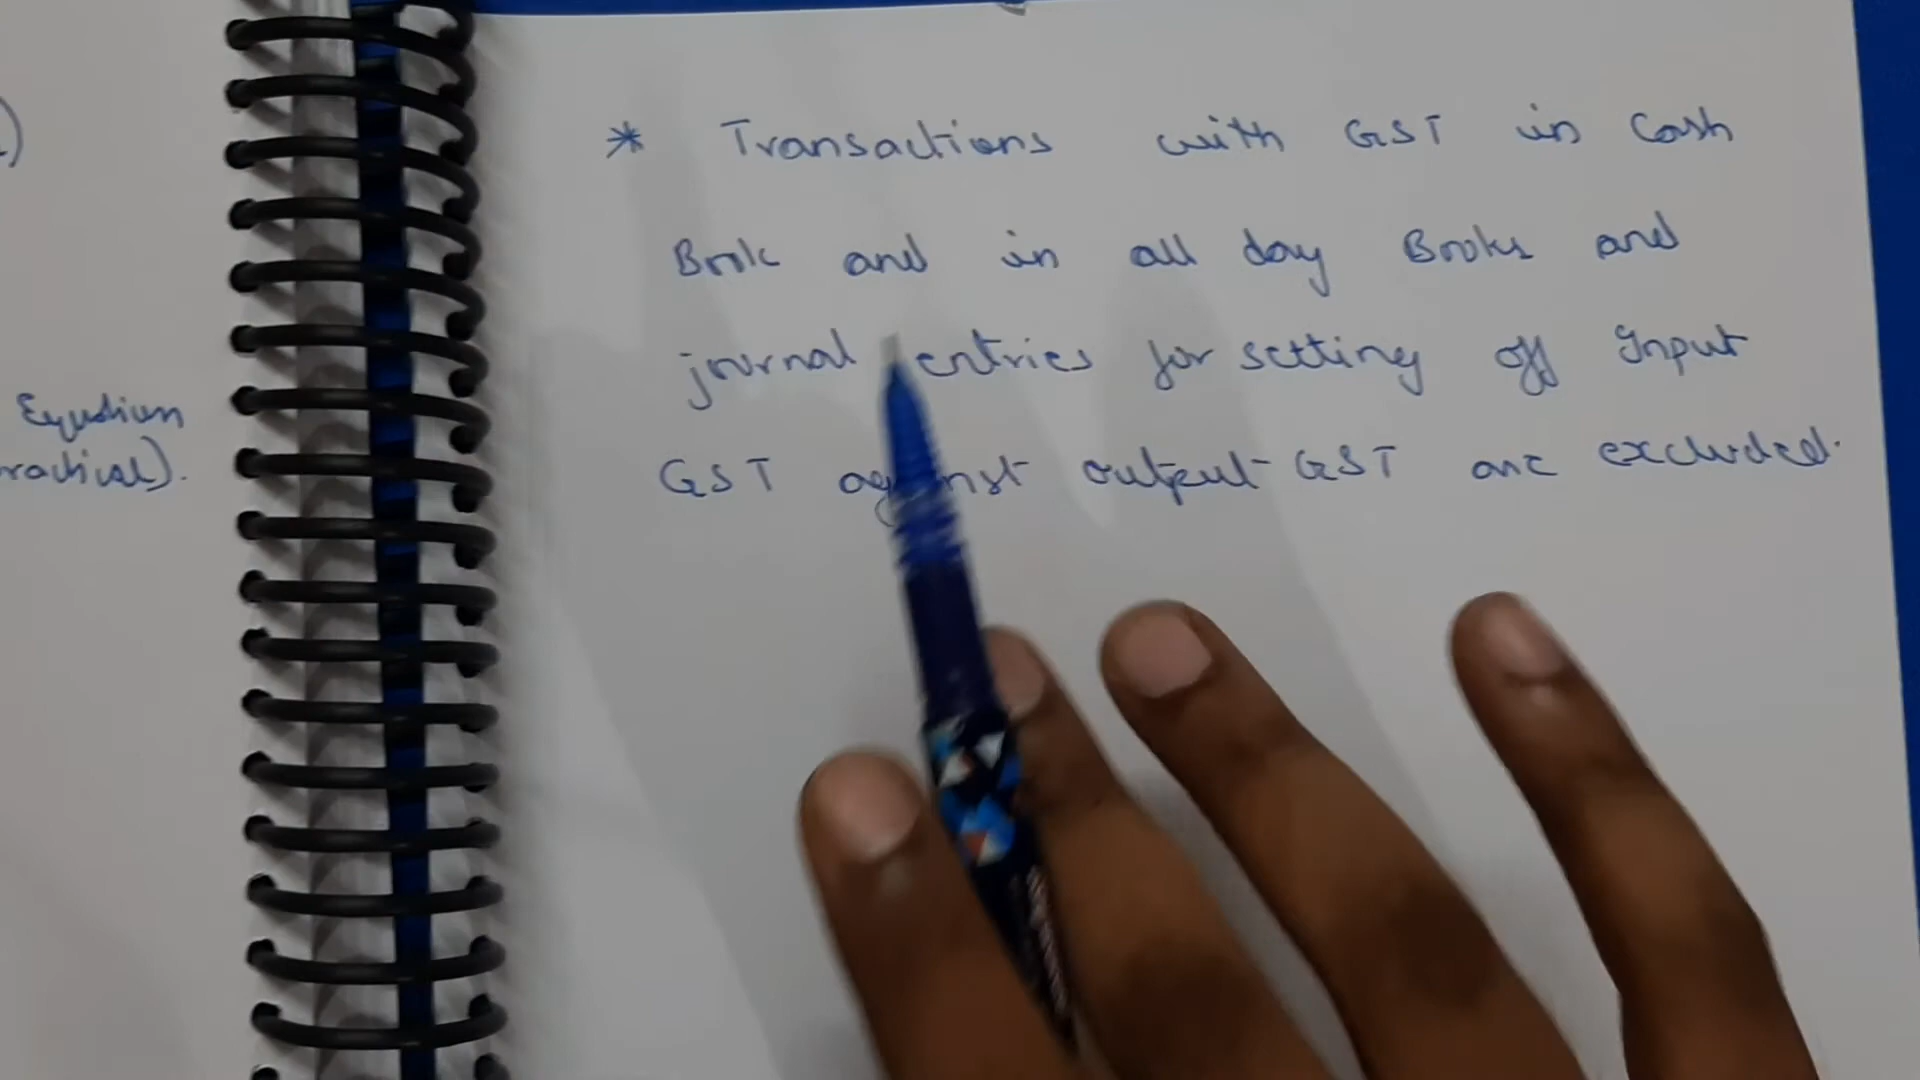 * Transactions with GST in Cash
Book and in all day Books and
journal entries for setting off Input
GST against output GST are excluded.
Equation